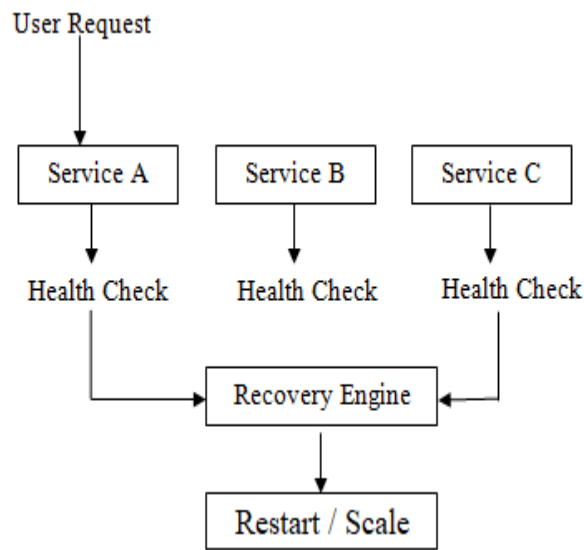 User Request
Service A
Service B
Service C
Health Check
Health Check
Health Check
Recovery Engine
Restart / Scale